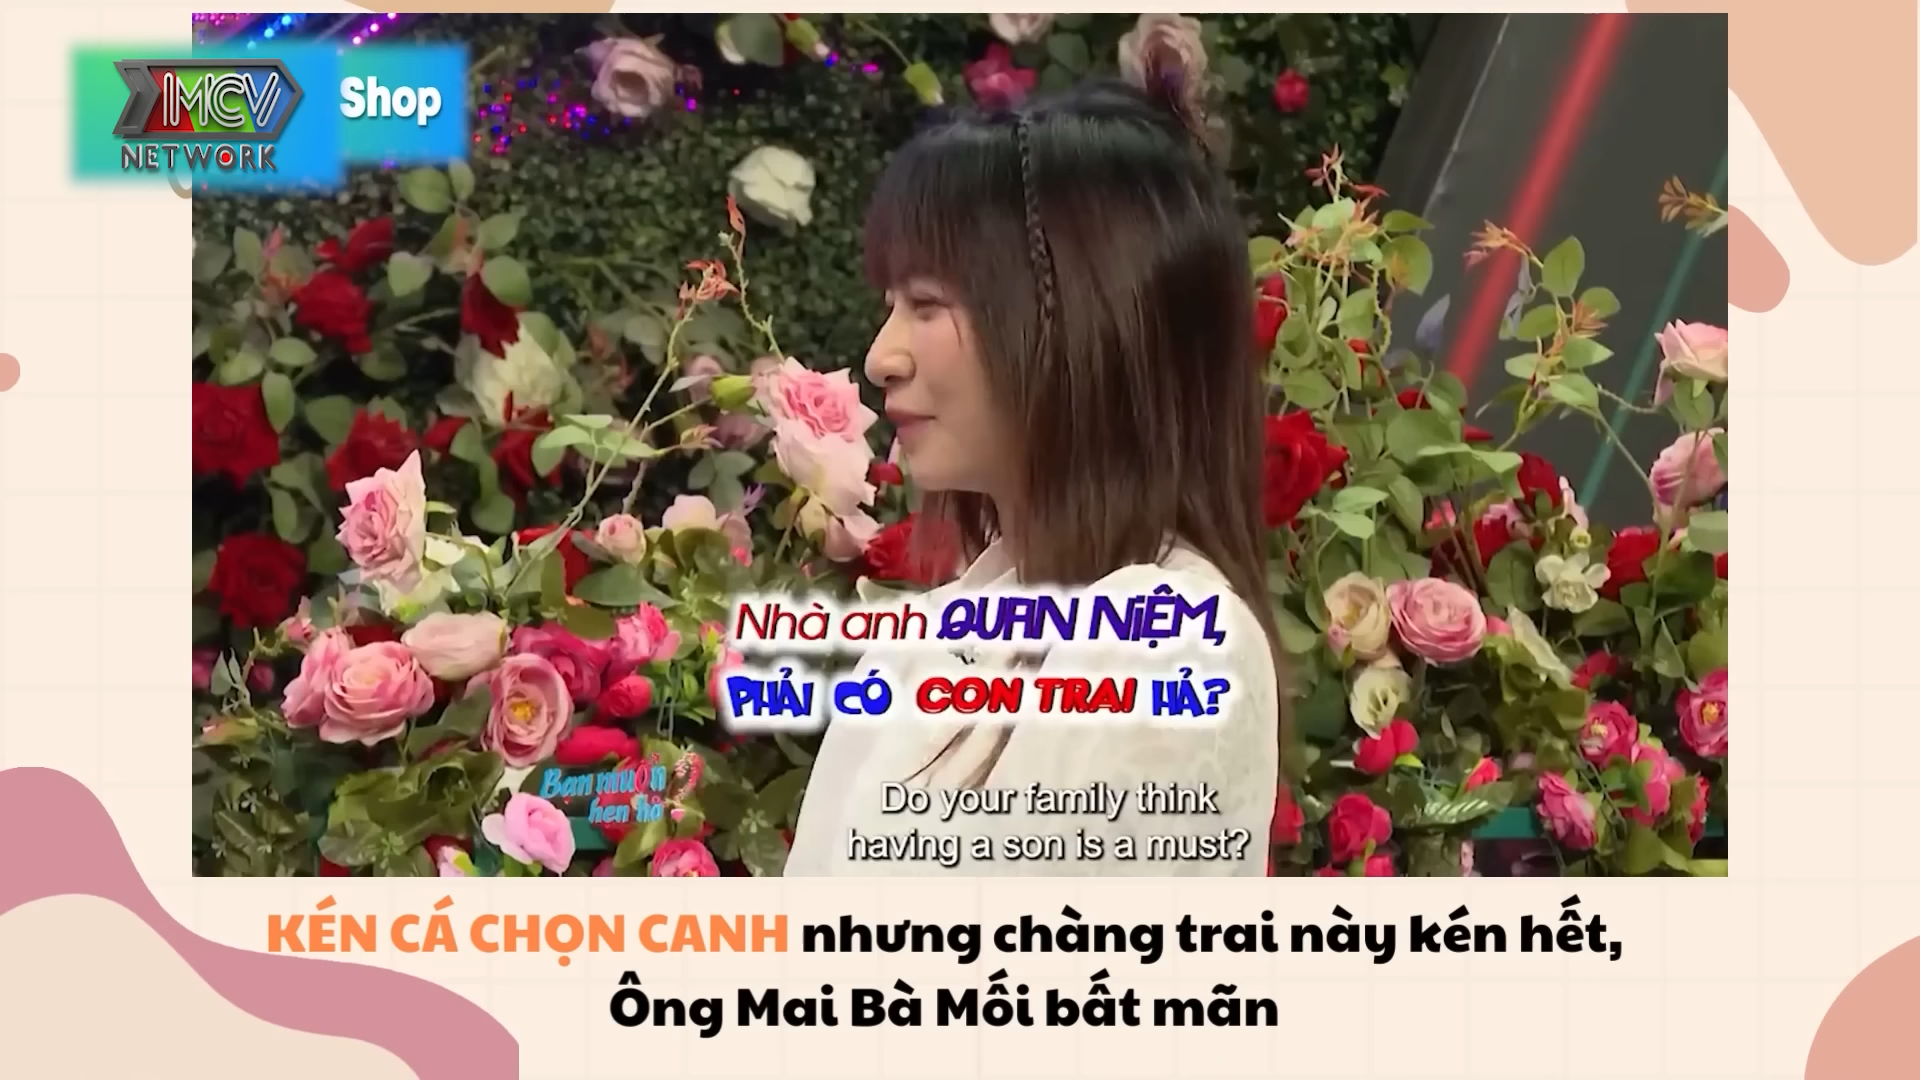 MCV
NETWORK
Shop
Nhà anh QUAN NIỆM,
PHẢI CÓ CON TRAI HẢ?
Bạn muốn
hẹn hò
Do your family think
having a son is a must?
KÉN CÁ CHỌN CANH nhưng chàng trai này kén hết,
Ông Mai Bà Mối bất mãn